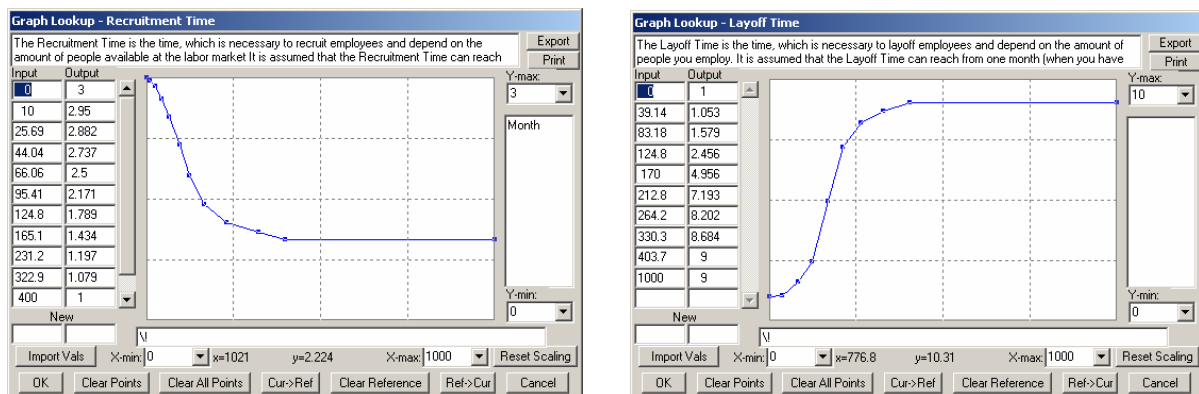 Graph Lookup - Recruitment Time
The Recruitment Time is the time, which is necessary to recruit employees and depend on the
amount of people available at the labor market It is assumed that the Recruitment Time can reach
Export
Print
Input Output
0 3
10 2.95
25.69 2.882
44.04 2.737
66.06 2.5
95.41 2.171
124.8 1.789
165.1 1.434
231.2 1.197
322.9 1.079
400 1
New
Y-max:
3
Month
Y-min:
0
\!
Import Vals X-min: 0 x=1021 y=2.224 X-max: 1000 Reset Scaling
OK Clear Points Clear All Points Cur->Ref Clear Reference Ref->Cur Cancel
Graph Lookup - Layoff Time
The Layoff Time is the time, which is necessary to layoff employees and depend on the amount of
people you employ. It is assumed that the Layoff Time can reach from one month (when you have
Export
Print
Input Output
0 1
39.14 1.053
83.18 1.579
124.8 2.456
170 4.956
212.8 7.193
264.2 8.202
330.3 8.684
403.7 9
1000 9
New
Y-max:
10
Y-min:
0
\!
Import Vals X-min: 0 x=776.8 y=10.31 X-max: 1000 Reset Scaling
OK Clear Points Clear All Points Cur->Ref Clear Reference Ref->Cur Cancel